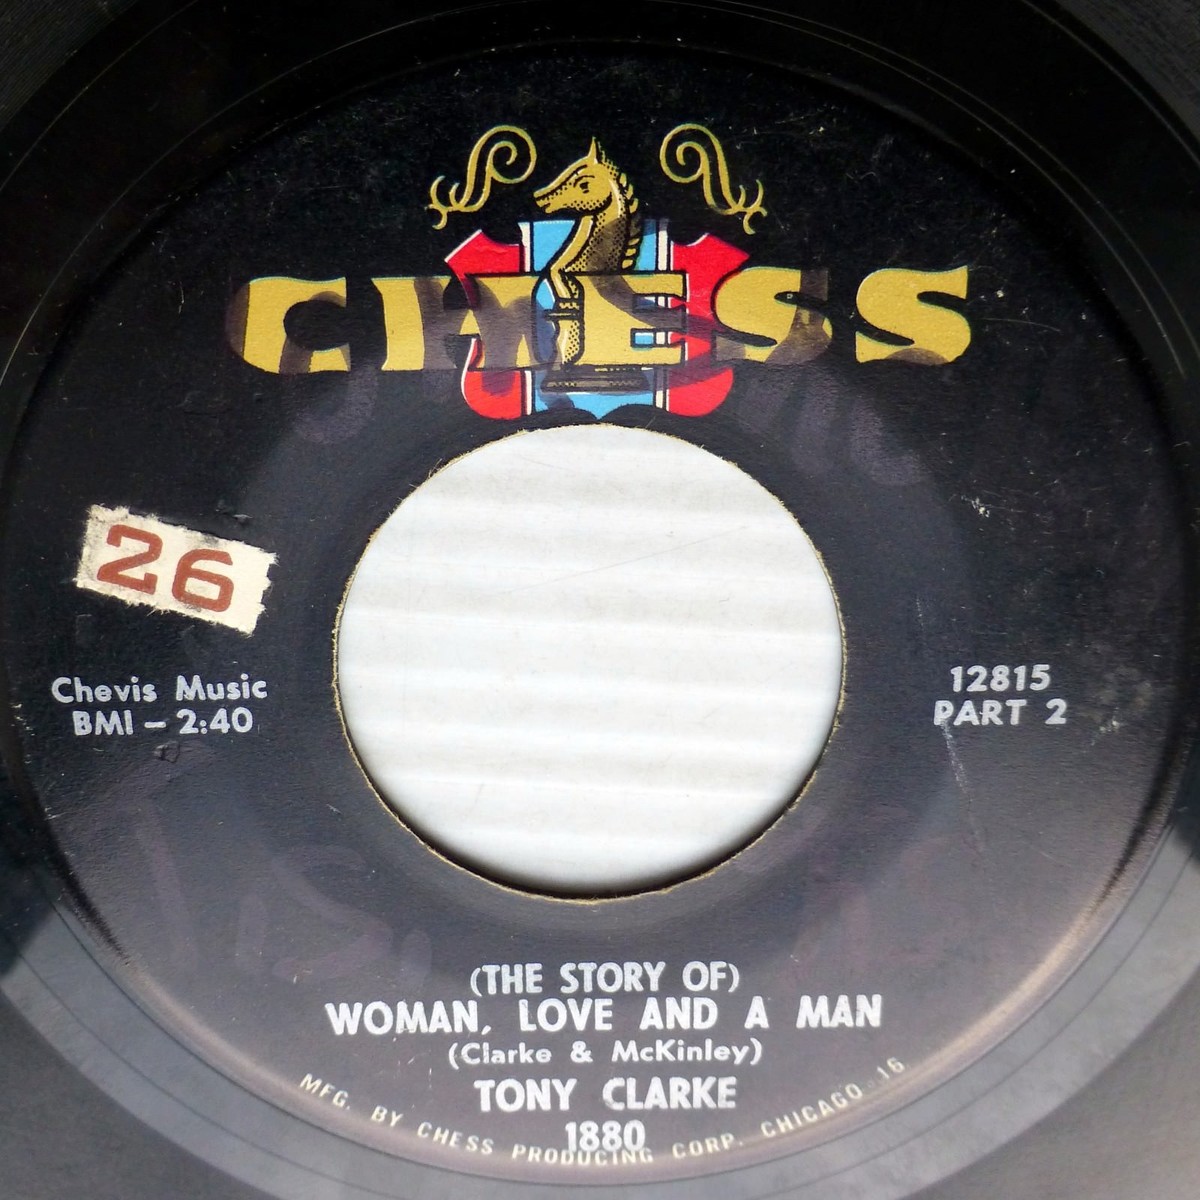 CHESS
26
Chevis Music
BMI – 2:40
12815
PART 2
(THE STORY OF)
WOMAN, LOVE AND A MAN
(Clarke & McKinley)
TONY CLARKE
1880
MFG. BY CHESS PRODUCING CORP. CHICAGO 16